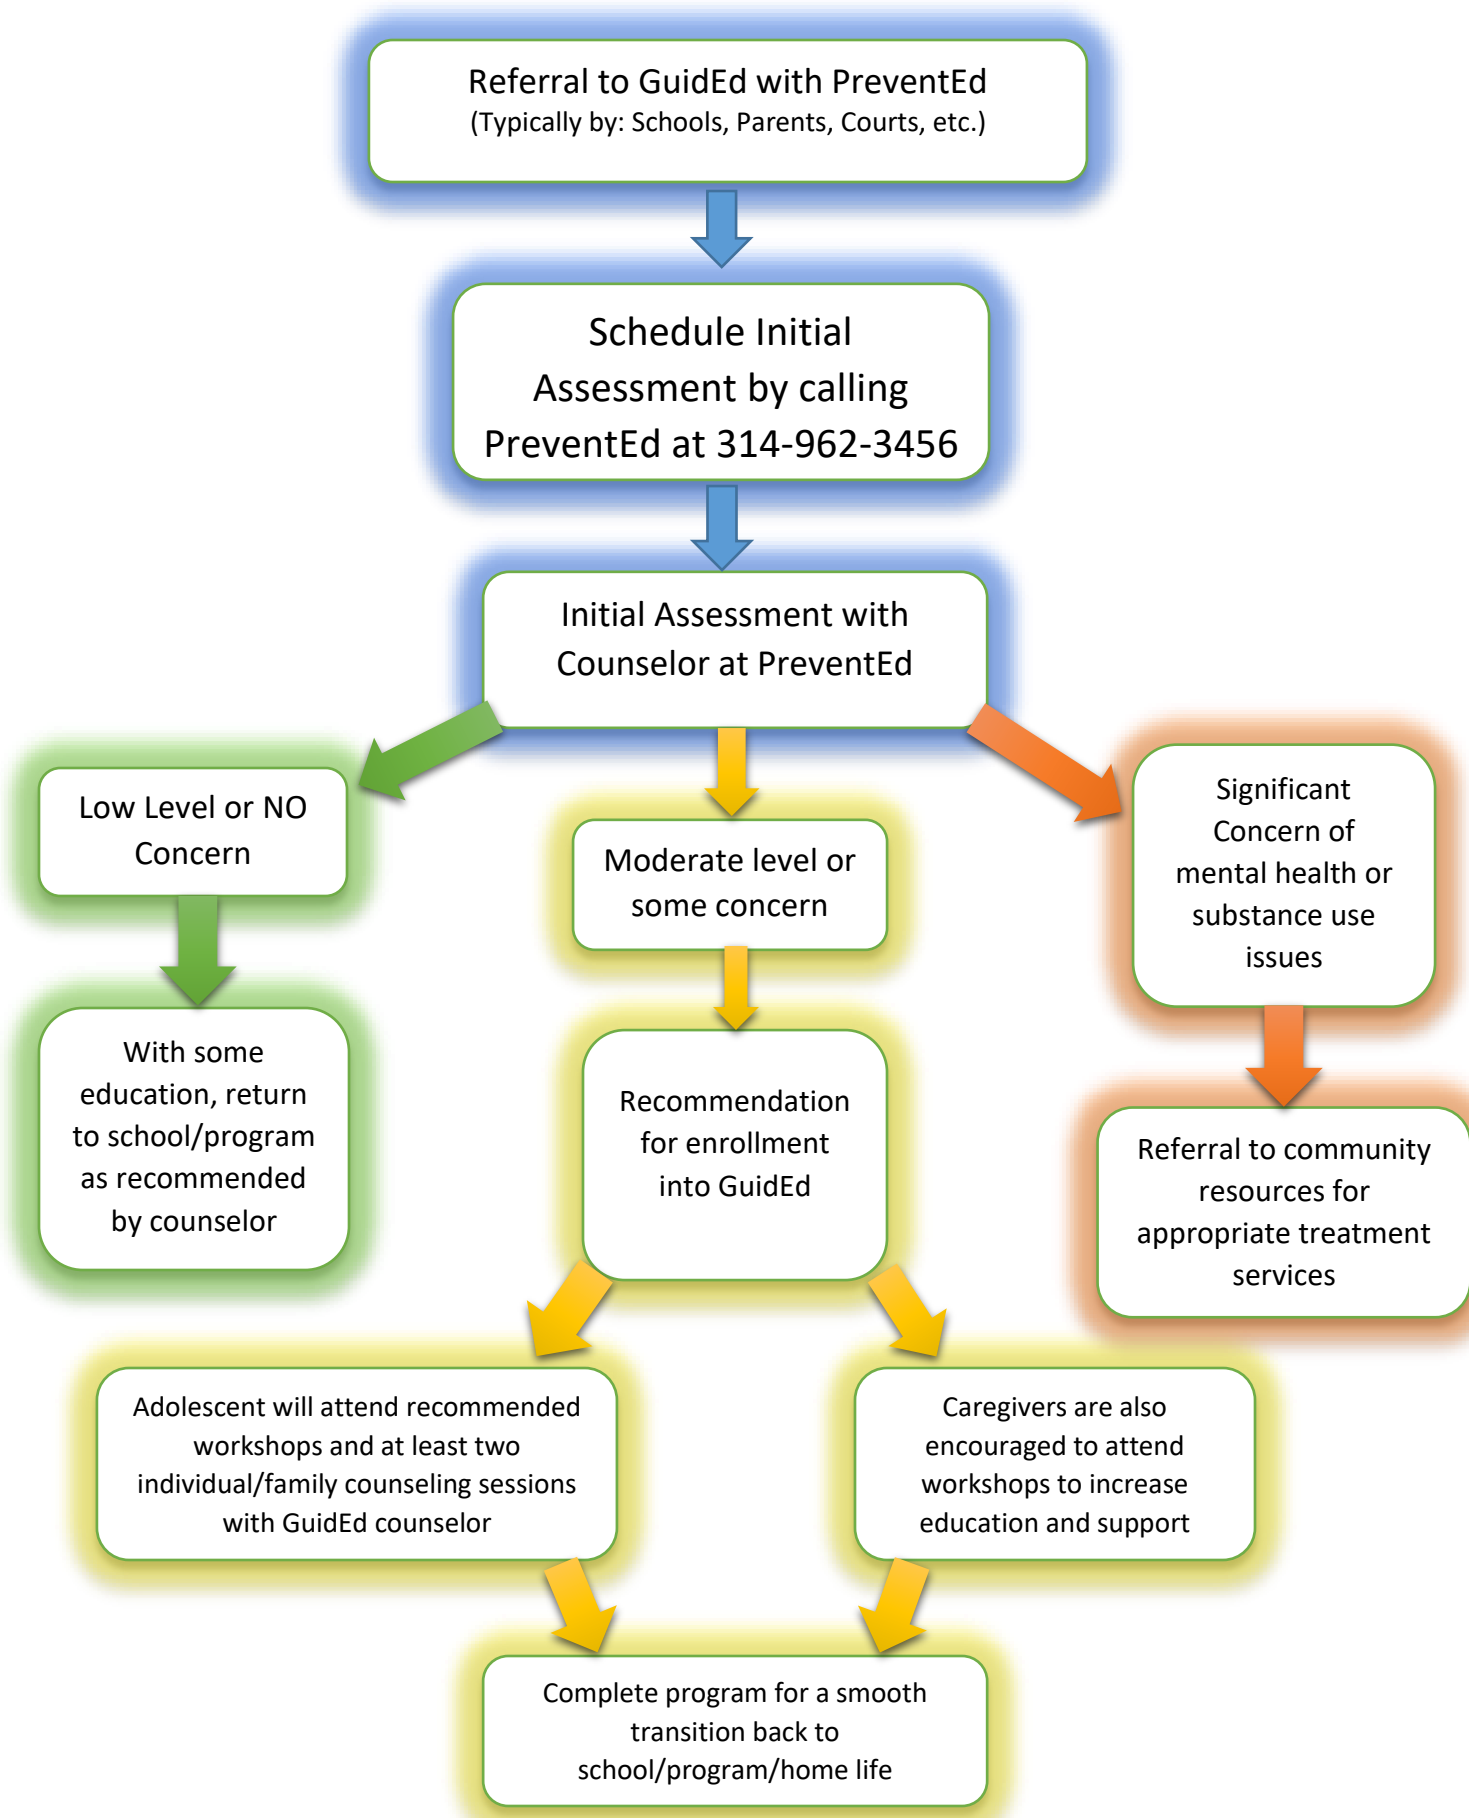 Referral to GuidEd with PreventEd
(Typically by: Schools, Parents, Courts, etc.)
Schedule Initial
Assessment by calling
PreventEd at 314-962-3456
Initial Assessment with
Counselor at PreventEd
Low Level or NO
Concern
Moderate level or
some concern
Significant
Concern of
mental health or
substance use
issues
With some
education, return
to school/program
as recommended
by counselor
Recommendation
for enrollment
into GuidEd
Referral to community
resources for
appropriate treatment
services
Adolescent will attend recommended
workshops and at least two
individual/family counseling sessions
with GuidEd counselor
Caregivers are also
encouraged to attend
workshops to increase
education and support
Complete program for a smooth
transition back to
school/program/home life